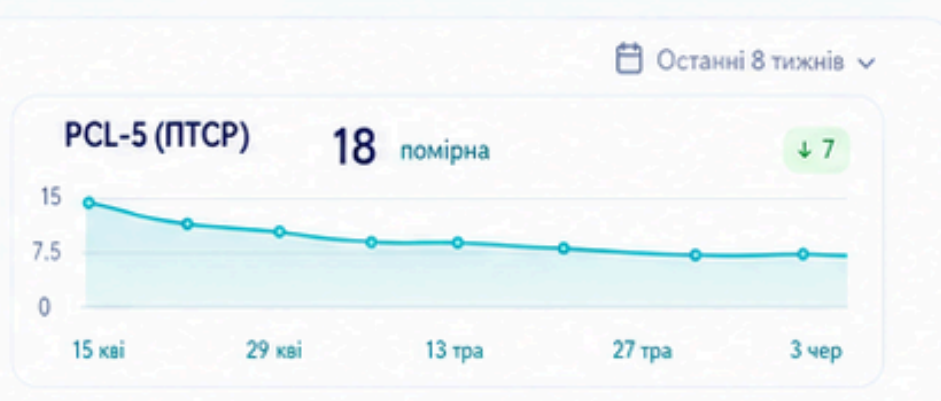 Останні 8 тижнів
PCL-5 (ПТСР) 18 помірна ↓ 7
15
7.5
0
15 кві 29 кві 13 тра 27 тра 3 чер